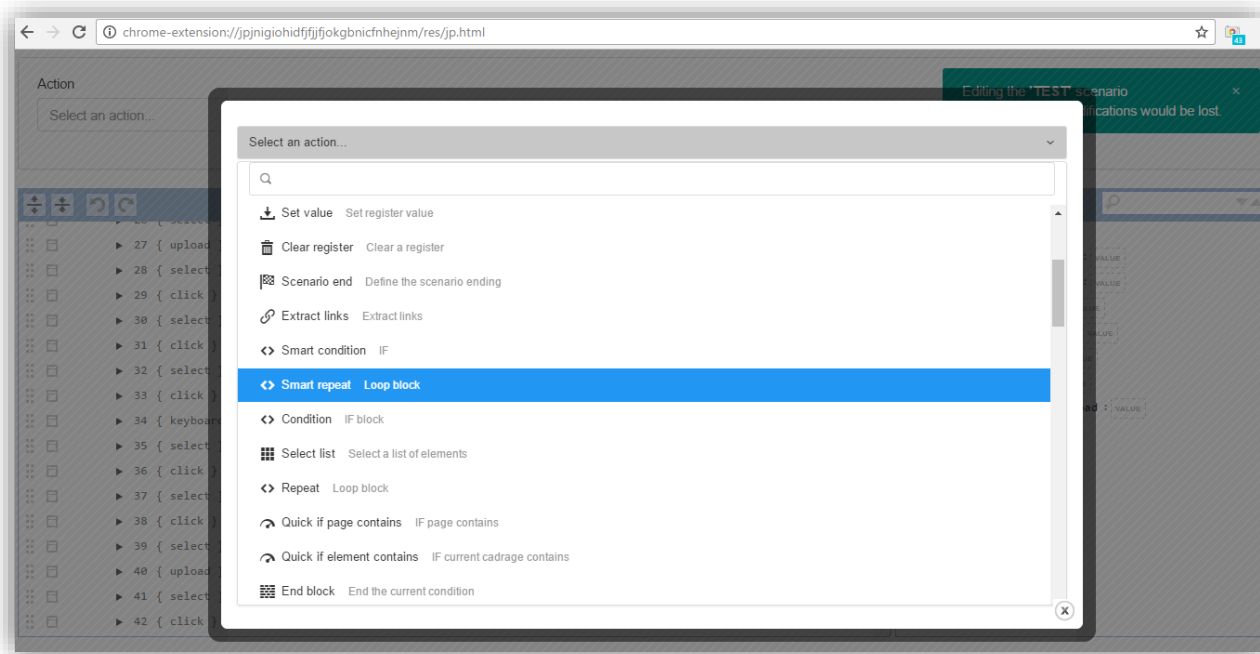 chrome-extension://jpjnigiohidfjfjjfjokgbnicfnhejnm/res/jp.html
43
Action
Select an action...
Editing the 'TEST' scenario ×
ifications would be lost.
Select an action...
Set value Set register value
Clear register Clear a register
Scenario end Define the scenario ending
Extract links Extract links
Smart condition IF
Smart repeat Loop block
Condition IF block
Select list Select a list of elements
Repeat Loop block
Quick if page contains IF page contains
Quick if element contains IF current cadrage contains
End block End the current condition
27 { upload
28 { select
29 { click }
30 { select
31 { click }
32 { select
33 { click }
34 { keyboard
35 { select
36 { click }
37 { select
38 { click }
39 { select
40 { upload
41 { select
42 { click }
: VALUE
: VALUE
VALUE
ad : VALUE